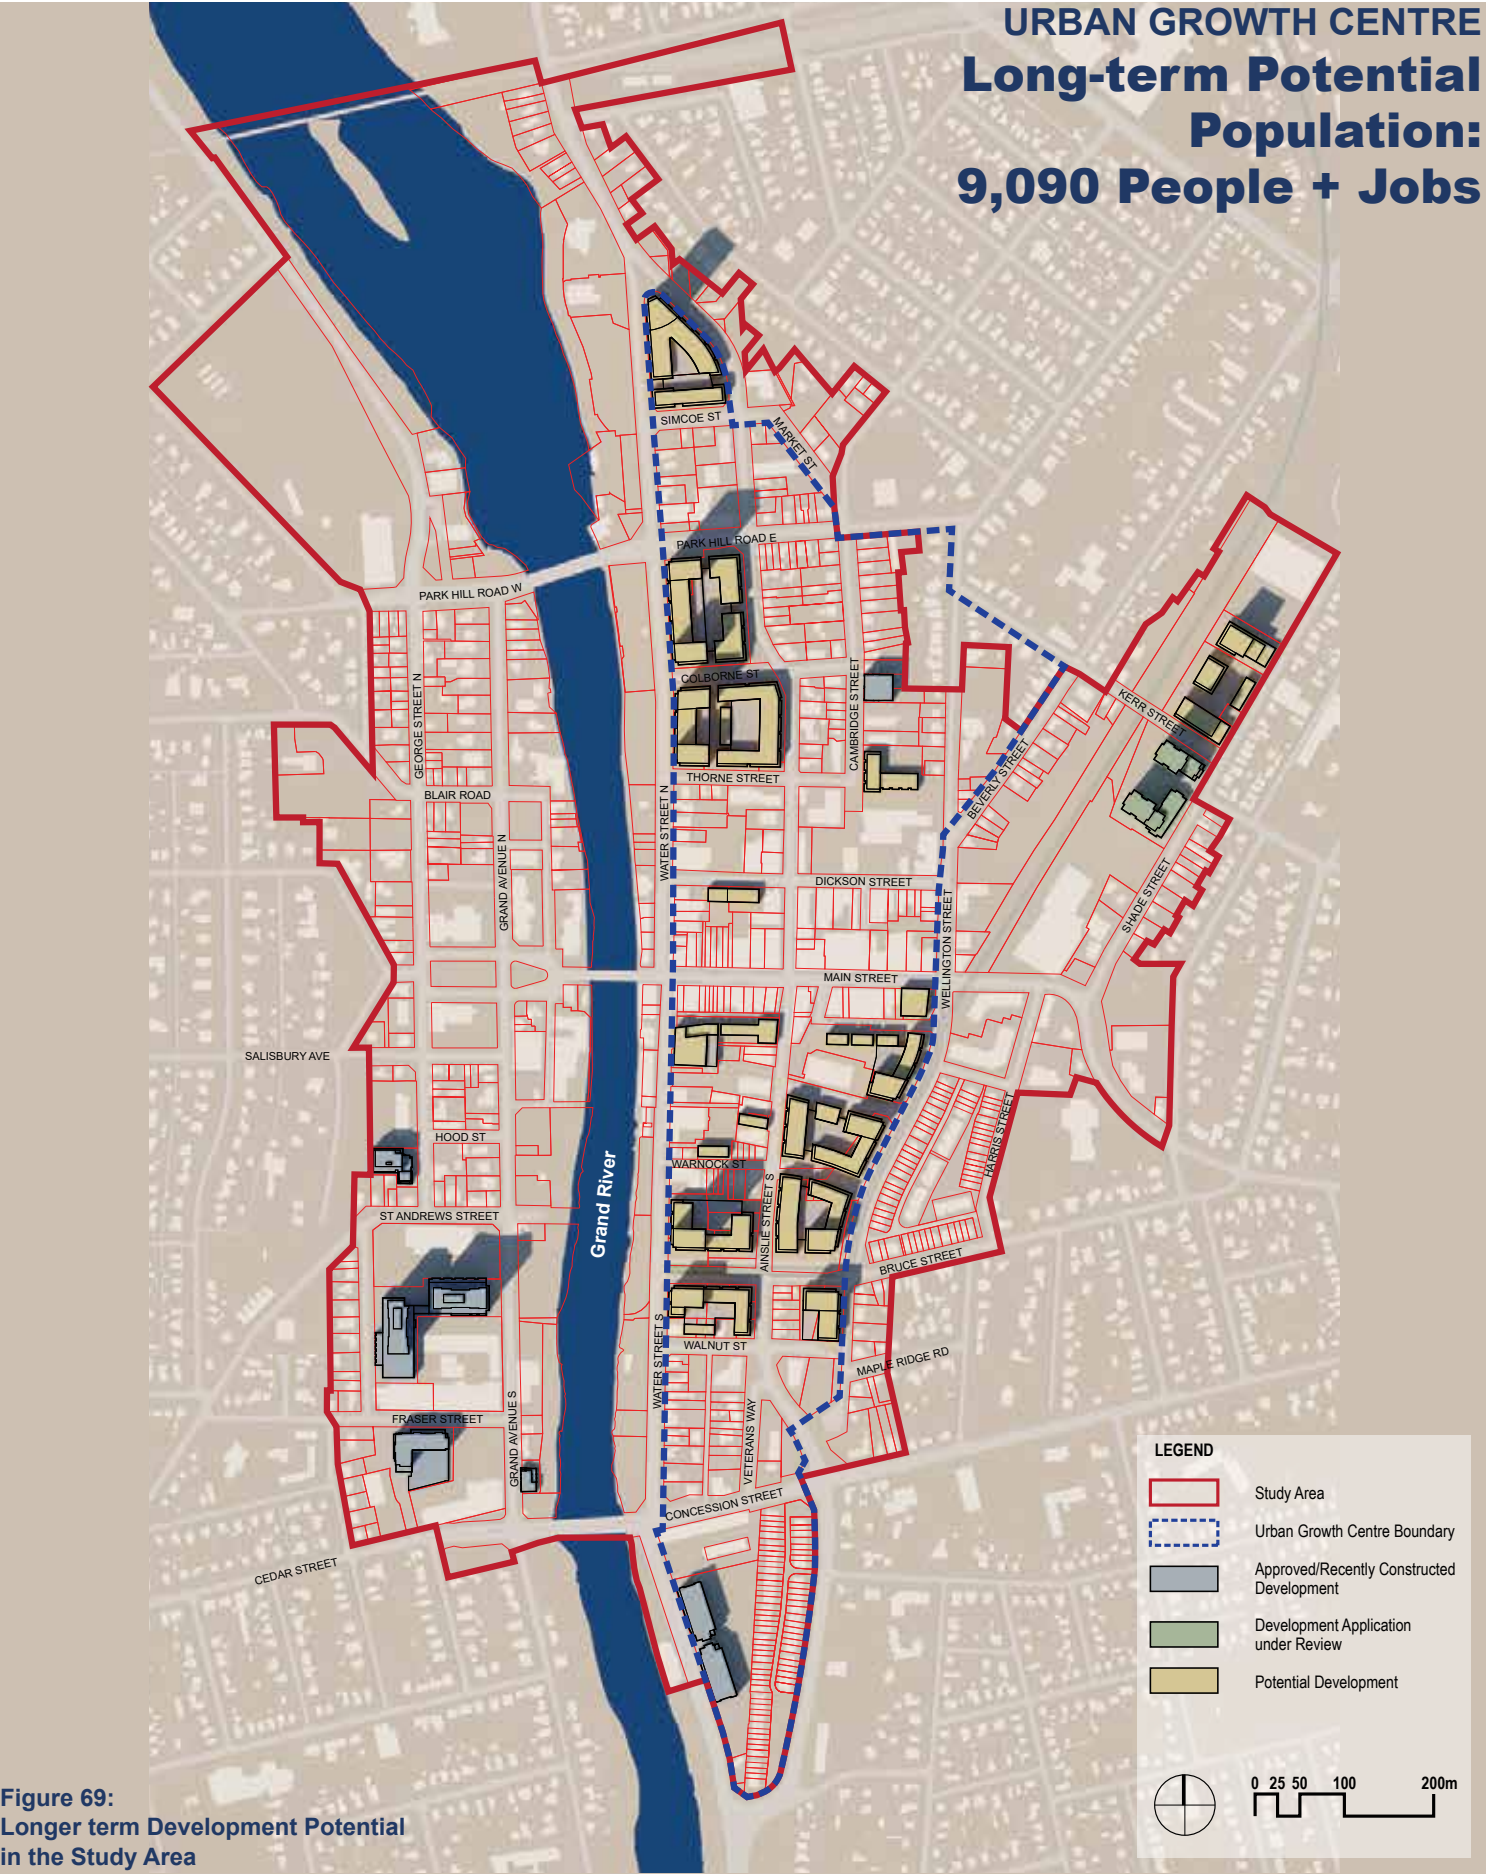 URBAN GROWTH CENTRE
Long-term Potential
Population:
9,090 People + Jobs
SIMCOE ST
MARKET ST
PARK HILL ROAD E
PARK HILL ROAD W
COLBORNE ST
CAMBRIDGE STREET
GEORGE STREET N
KERR STREET
THORNE STREET
BEVERLY STREET
BLAIR ROAD
WATER STREET N
GRAND AVENUE N
DICKSON STREET
SHADE STREET
WELLINGTON STREET
MAIN STREET
SALISBURY AVE
HOOD ST
HARRIS STREET
WARNOCK ST
Grand River
AINSLIE STREET S
ST ANDREWS STREET
BRUCE STREET
WATER STREET S
WALNUT ST
MAPLE RIDGE RD
FRASER STREET
GRAND AVENUE S
VETERANS WAY
CONCESSION STREET
CEDAR STREET
LEGEND
Study Area
Urban Growth Centre Boundary
Approved/Recently Constructed
Development
Development Application
under Review
Potential Development
0 25 50 100 200m
Figure 69:
Longer term Development Potential
in the Study Area